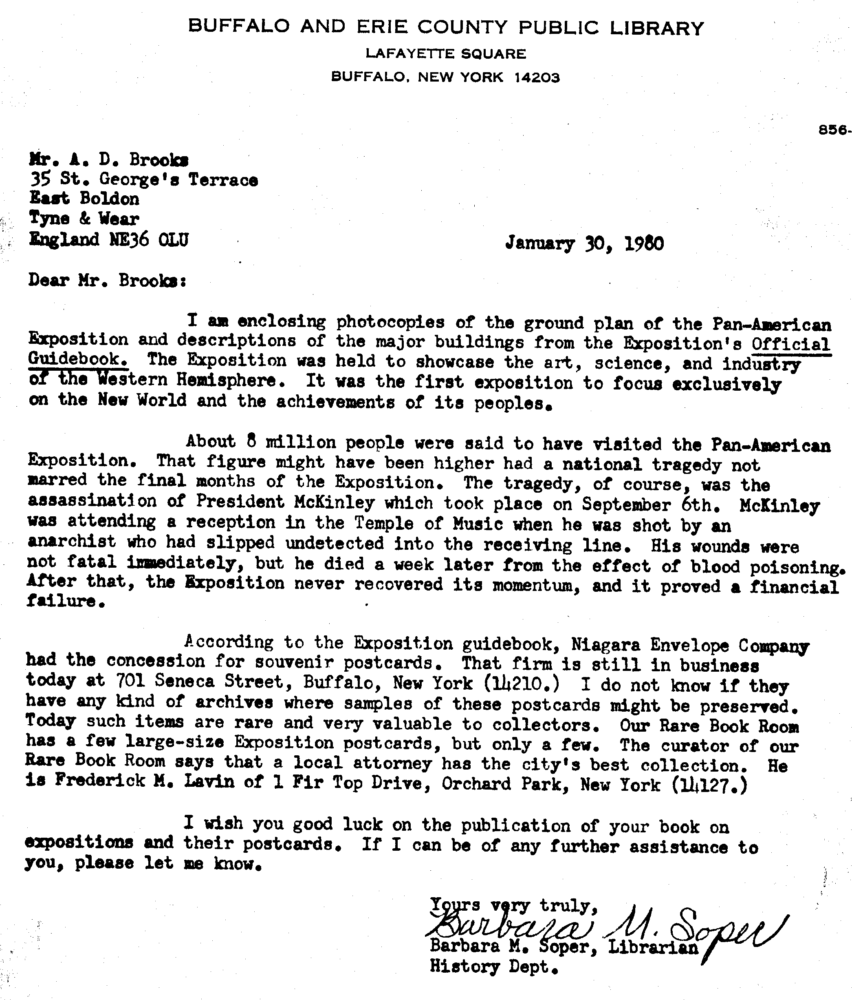 BUFFALO AND ERIE COUNTY PUBLIC LIBRARY
LAFAYETTE SQUARE
BUFFALO, NEW YORK 14203
856-
Mr. A. D. Brooks
35 St. George's Terrace
East Boldon
Tyne & Wear
England NE36 OLU
January 30, 1980
Dear Mr. Brooks:
I am enclosing photocopies of the ground plan of the Pan-American
Exposition and descriptions of the major buildings from the Exposition's Official
Guidebook. The Exposition was held to showcase the art, science, and industry
of the Western Hemisphere. It was the first exposition to focus exclusively
on the New World and the achievements of its peoples.
About 8 million people were said to have visited the Pan-American
Exposition. That figure might have been higher had a national tragedy not
marred the final months of the Exposition. The tragedy, of course, was the
assassination of President McKinley which took place on September 6th. McKinley
was attending a reception in the Temple of Music when he was shot by an
anarchist who had slipped undetected into the receiving line. His wounds were
not fatal immediately, but he died a week later from the effect of blood poisoning.
After that, the Exposition never recovered its momentum, and it proved a financial
failure.
According to the Exposition guidebook, Niagara Envelope Company
had the concession for souvenir postcards. That firm is still in business
today at 701 Seneca Street, Buffalo, New York (14210.) I do not know if they
have any kind of archives where samples of these postcards might be preserved.
Today such items are rare and very valuable to collectors. Our Rare Book Room
has a few large-size Exposition postcards, but only a few. The curator of our
Rare Book Room says that a local attorney has the city's best collection. He
is Frederick M. Lavin of 1 Fir Top Drive, Orchard Park, New York (14127.)
I wish you good luck on the publication of your book on
expositions and their postcards. If I can be of any further assistance to
you, please let me know.
Yours very truly,
Barbara M. Soper
Barbara M. Soper, Librarian
History Dept.